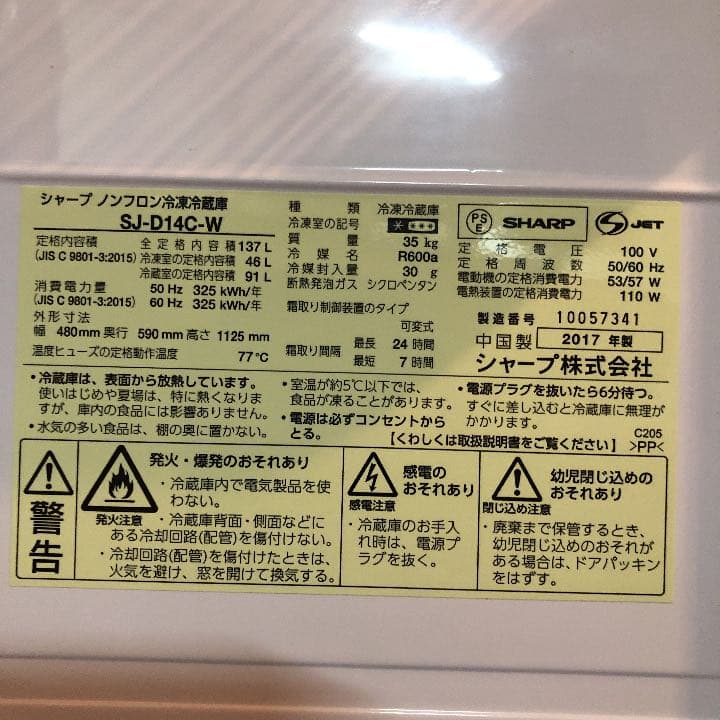 シャープ ノンフロン冷凍冷蔵庫
SJ-D14C-W
定格内容積 全定格内容積 137 L
(JIS C 9801-3:2015) 冷凍室の定格内容積 46 L
冷蔵室の定格内容積 91 L
消費電力量 50 Hz 325 kWh/年
(JIS C 9801-3:2015) 60 Hz 325 kWh/年
外形寸法
幅 480mm 奥行 590mm 高さ 1125mm
温度ヒューズの定格動作温度 77℃
種類 冷凍冷蔵庫
冷凍室の記号
質量 35 kg
冷媒名 R600a
冷媒封入量 30 g
断熱発泡ガス シクロペンタン
霜取り制御装置のタイプ
可変式
霜取り間隔 最長 24 時間
最短 7 時間
PSE SHARP S JET
定格電圧 100 V
定格周波数 50/60 Hz
電動機の定格消費電力 53/57 W
電熱装置の定格消費電力 110 W
製造番号 10057341
中国製 2017 年製
シャープ株式会社
・冷蔵庫は、表面から放熱しています。
使いはじめや夏場は、特に熱くなりま
すが、庫内の食品には影響ありません。
・水気の多い食品は、棚の奥に置かない。
・室温が約5℃以下では、
食品が凍ることがあります。
・電源は必ずコンセントから
とる。
・電源プラグを抜いたら6分待つ。
すぐに差し込むと冷蔵庫に無理が
かかります。
C205
【くわしくは取扱説明書をご覧ください】 >PP<
警告
発火・爆発のおそれあり
発火注意
・冷蔵庫内で電気製品を使
わない。
・冷蔵庫背面・側面などに
ある冷却回路(配管)を傷付けない。
・冷却回路(配管)を傷付けたときは、
火気を避け、窓を開けて換気する。
感電の
おそれあり
感電注意
・冷蔵庫のお手入
れ時は、電源プ
ラグを抜く。
幼児閉じ込めの
おそれあり
閉じ込め注意
・廃棄まで保管するとき、
幼児閉じ込めのおそれが
ある場合は、ドアパッキン
をはずす。